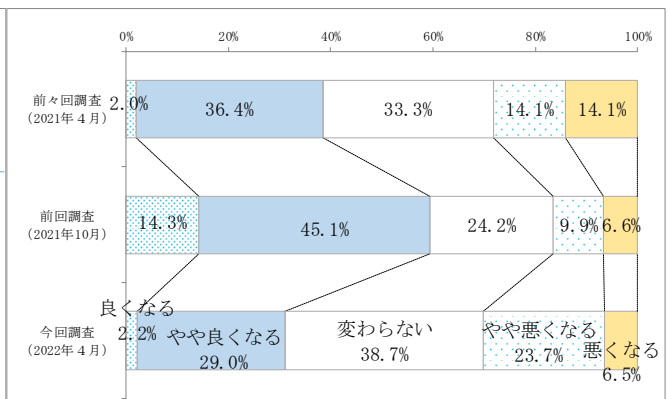 0% 20% 40% 60% 80% 100%
前々回調査
（2021年４月）
2.0% 36.4% 33.3% 14.1% 14.1%
前回調査
（2021年10月）
14.3% 45.1% 24.2% 9.9% 6.6%
今回調査
（2022年４月）
良くなる
2.2%
やや良くなる
29.0%
変わらない
38.7%
やや悪くなる
23.7%
悪くなる
6.5%